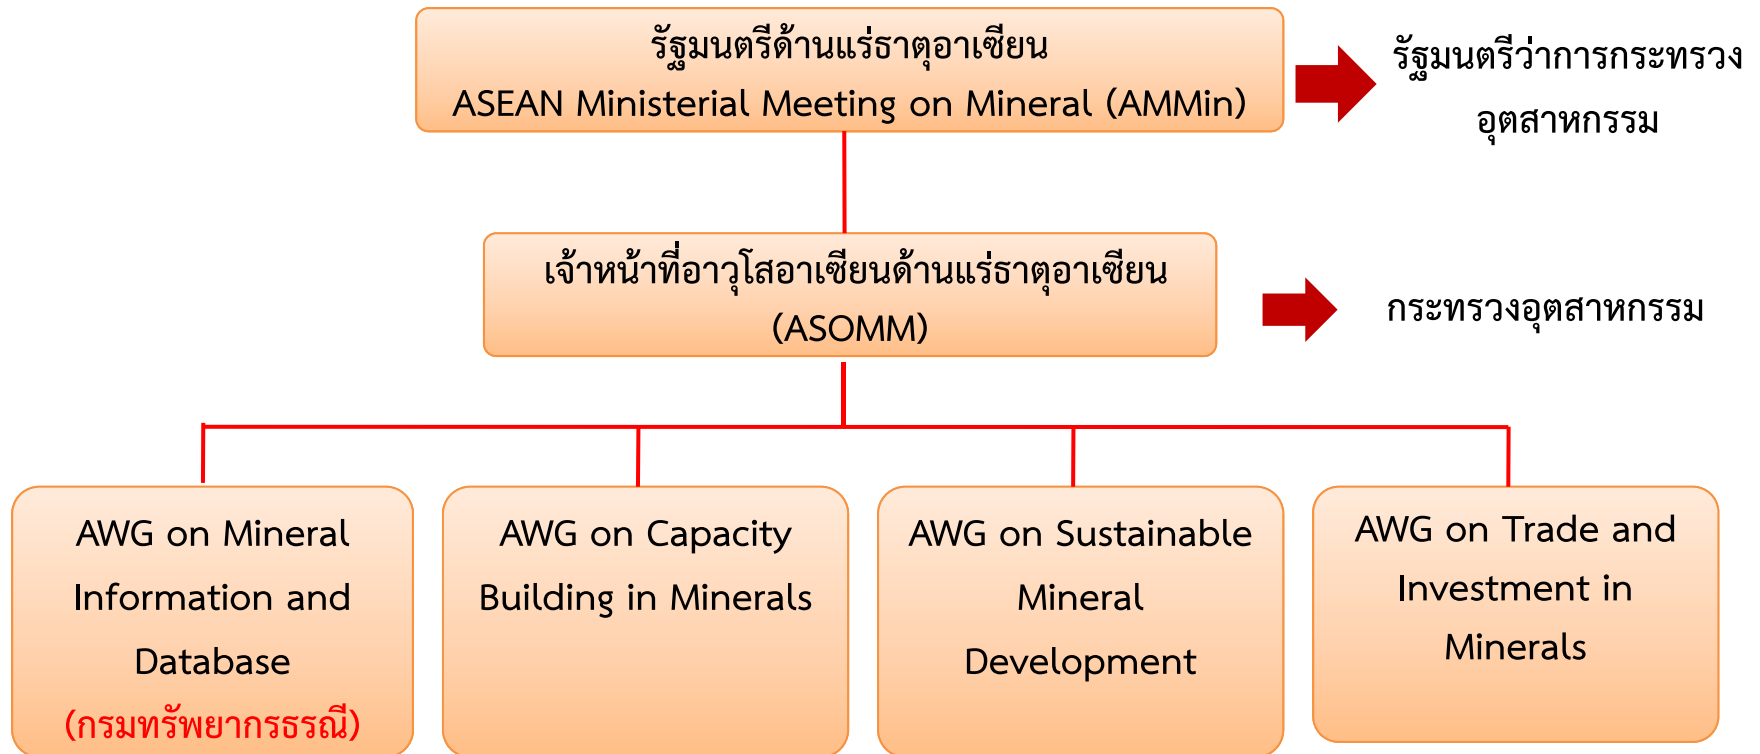 รัฐมนตรีด้านแร่ธาตุอาเซียน
ASEAN Ministerial Meeting on Mineral (AMMin)
รัฐมนตรีว่าการกระทรวง
อุตสาหกรรม
เจ้าหน้าที่อาวุโสอาเซียนด้านแร่ธาตุอาเซียน
(ASOMM)
กระทรวงอุตสาหกรรม
AWG on Mineral
Information and
Database
(กรมทรัพยากรธรณี)
AWG on Capacity
Building in Minerals
AWG on Sustainable
Mineral
Development
AWG on Trade and
Investment in
Minerals